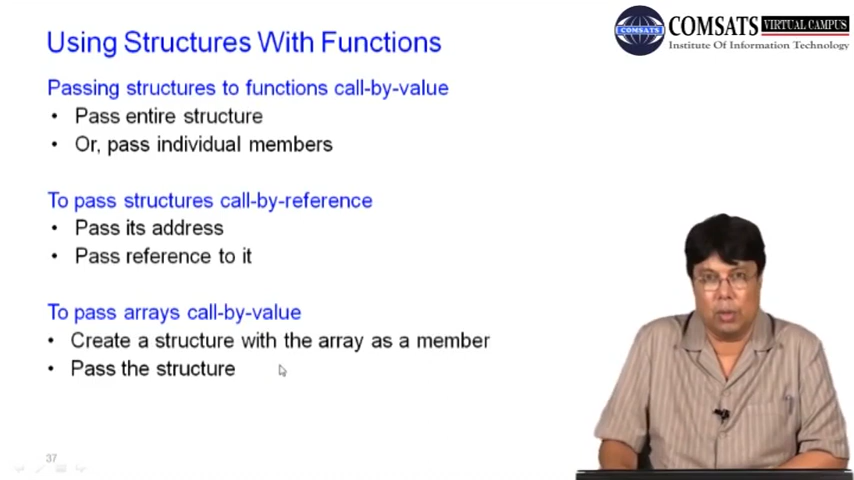 Using Structures With Functions
COMSATS VIRTUAL CAMPUS
Institute Of Information Technology
COMSATS
Passing structures to functions call-by-value
• Pass entire structure
• Or, pass individual members
To pass structures call-by-reference
• Pass its address
• Pass reference to it
To pass arrays call-by-value
• Create a structure with the array as a member
• Pass the structure
37